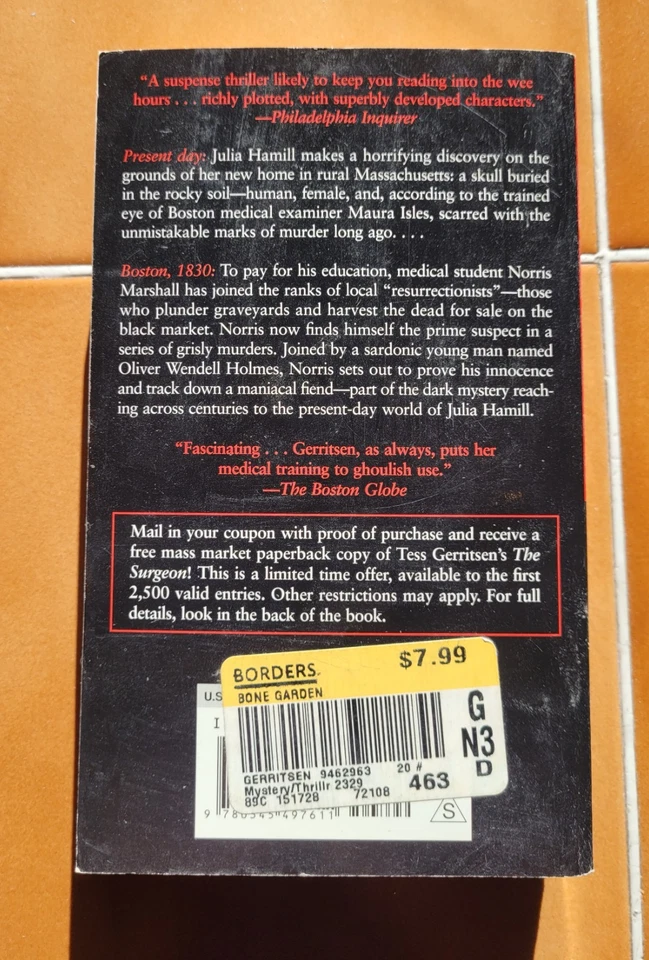 “A suspense thriller likely to keep you reading into the wee
hours . . . richly plotted, with superbly developed characters.”
—Philadelphia Inquirer
Present day: Julia Hamill makes a horrifying discovery on the
grounds of her new home in rural Massachusetts: a skull buried
in the rocky soil—human, female, and, according to the trained
eye of Boston medical examiner Maura Isles, scarred with the
unmistakable marks of murder long ago. . . .
Boston, 1830: To pay for his education, medical student Norris
Marshall has joined the ranks of local “resurrectionists”—those
who plunder graveyards and harvest the dead for sale on the
black market. Norris now finds himself the prime suspect in a
series of grisly murders. Joined by a sardonic young man named
Oliver Wendell Holmes, Norris sets out to prove his innocence
and track down a maniacal fiend—part of the dark mystery reach-
ing across centuries to the present-day world of Julia Hamill.
“Fascinating . . . Gerritsen, as always, puts her
medical training to ghoulish use.”
—The Boston Globe
Mail in your coupon with proof of purchase and receive a
free mass market paperback copy of Tess Gerritsen’s The
Surgeon! This is a limited time offer, available to the first
2,500 valid entries. Other restrictions may apply. For full
details, look in the back of the book.
BORDERS. $7.99
BONE GARDEN
G
N3
D
GERRITSEN 9462963 20 #
Mystery/Thrillr 2329
89C 151728 72108 463
U.S
I
9 780345 497611
S